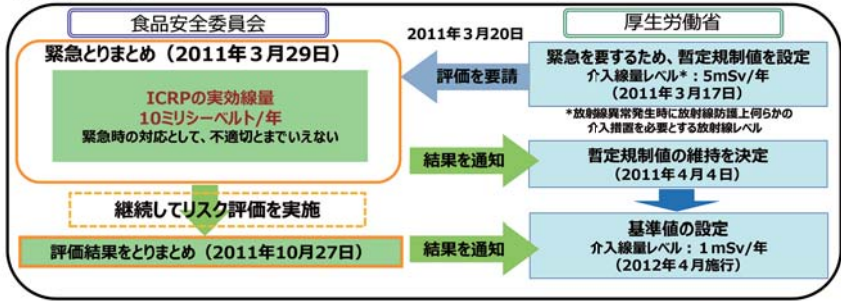 食品安全委員会
緊急とりまとめ（2011年３月29日）
ICRPの実効線量
10ミリシーベルト/年
緊急時の対応として、不適切とまでいえない
継続してリスク評価を実施
評価結果をとりまとめ（2011年10月27日）
2011年３月20日
評価を要請
結果を通知
結果を通知
厚生労働省
緊急を要するため、暫定規制値を設定
介入線量レベル*：5mSv/年
（2011年３月17日）
*放射線異常発生時に放射線防護上何らかの
介入措置を必要とする放射線レベル
暫定規制値の維持を決定
（2011年４月４日）
基準値の設定
介入線量レベル：１mSv/年
（2012年４月施行）